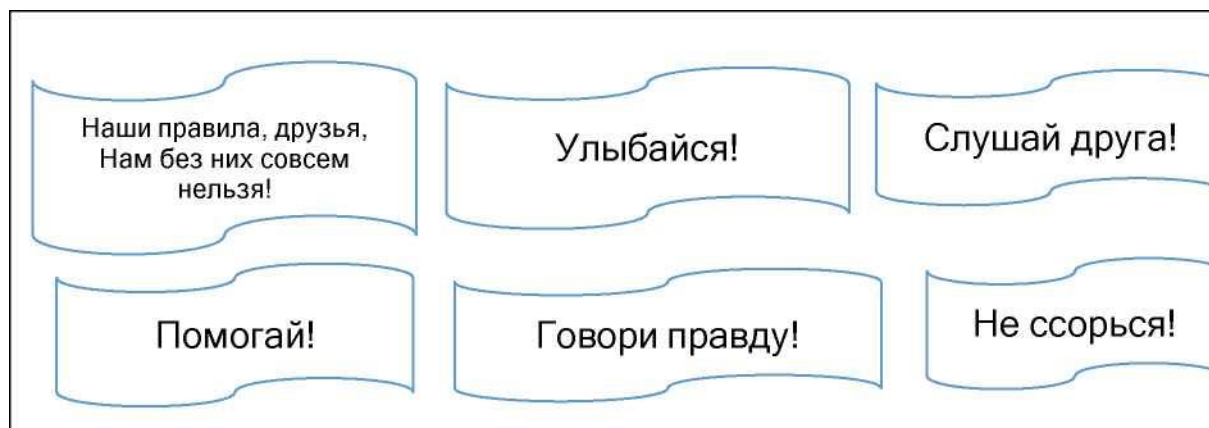 Наши правила, друзья,
Нам без них совсем
нельзя!
Улыбайся!
Слушай друга!
Помогай!
Говори правду!
Не ссорься!